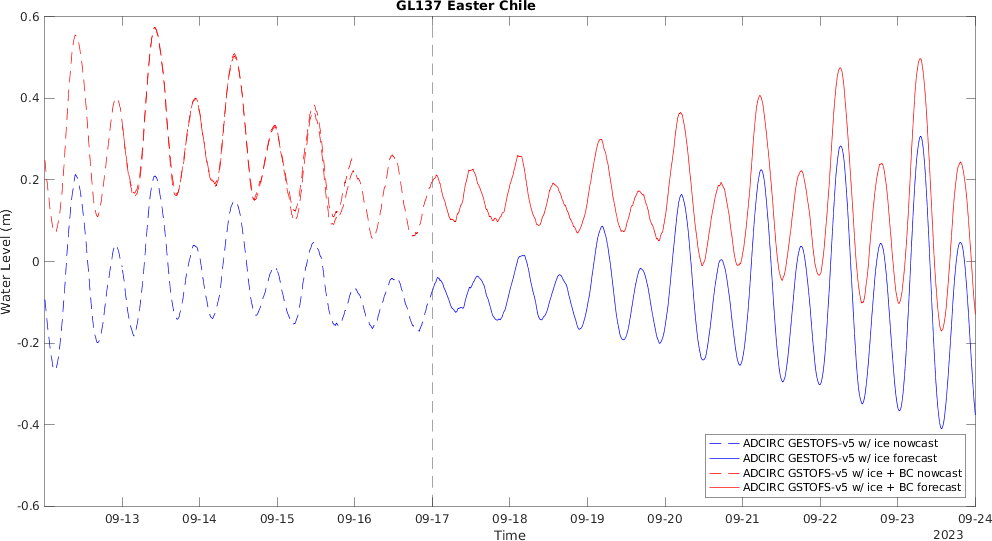 GL137 Easter Chile
0.6
0.4
0.2
0
-0.2
-0.4
-0.6
Water Level (m)
ADCIRC GESTOFS-v5 w/ ice nowcast
ADCIRC GESTOFS-v5 w/ ice forecast
ADCIRC GSTOFS-v5 w/ ice + BC nowcast
ADCIRC GSTOFS-v5 w/ ice + BC forecast
09-13 09-14 09-15 09-16 09-17 09-18 09-19 09-20 09-21 09-22 09-23 09-24
Time
2023